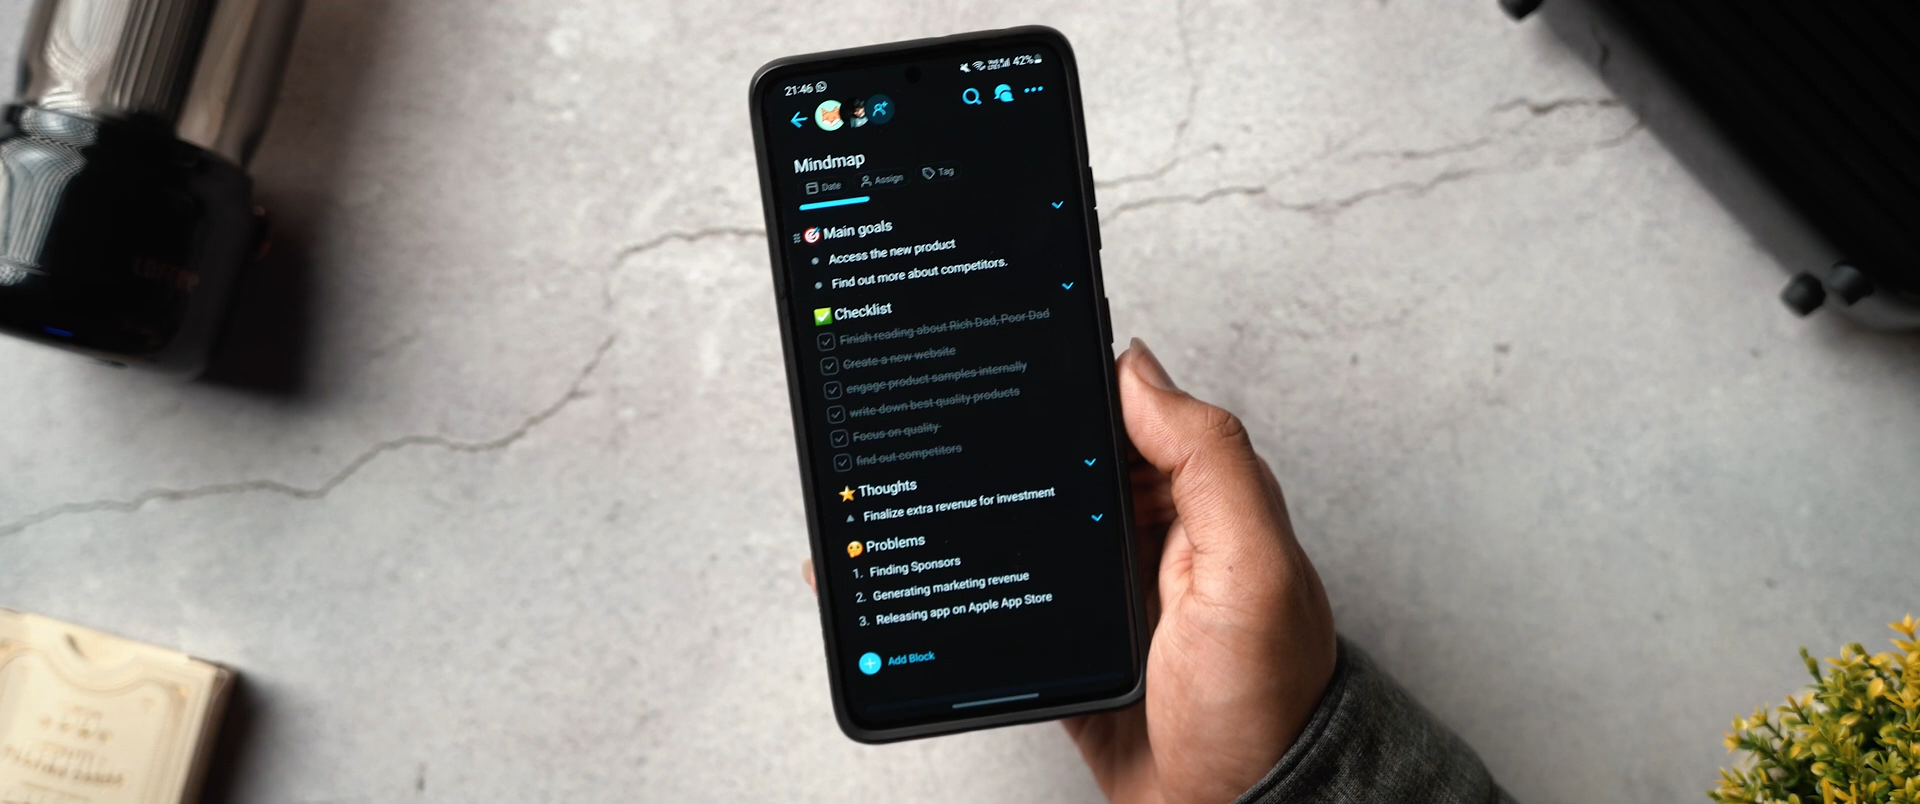 21:46
42%
Mindmap
Date
Assign
Tag
Main goals
Access the new product
Find out more about competitors.
Checklist
Finish reading about Rich Dad, Poor Dad
Create a new website
engage product samples internally
write down best quality products
Focus on quality
find out competitors
Thoughts
Finalize extra revenue for investment
Problems
1. Finding Sponsors
2. Generating marketing revenue
3. Releasing app on Apple App Store
Add Block